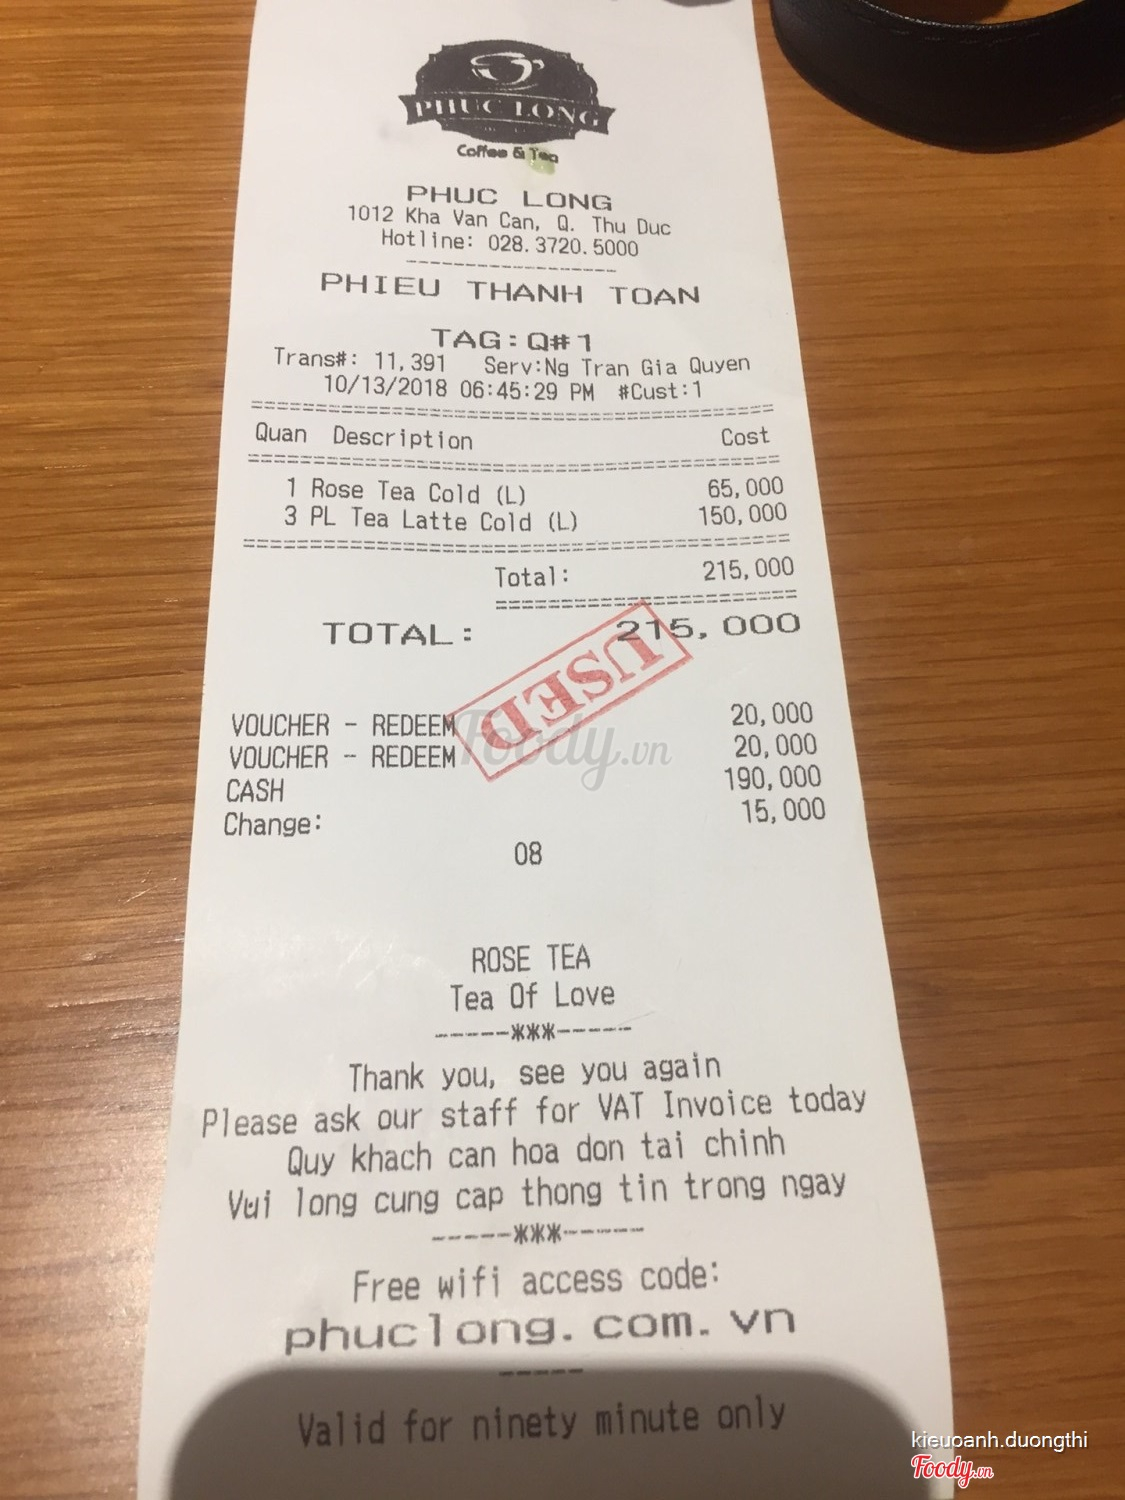 PHUC LONG
Coffee & Tea
PHUC LONG
1012 Kha Van Can, Q. Thu Duc
Hotline: 028.3720.5000
-----------------
PHIEU THANH TOAN
TAG:Q#1
Trans#: 11,391 Serv:Ng Tran Gia Quyen
10/13/2018 06:45:29 PM #Cust:1
Quan Description Cost
1 Rose Tea Cold (L) 65,000
3 PL Tea Latte Cold (L) 150,000
Total: 215,000
TOTAL: 215,000
USED
VOUCHER - REDEEM 20,000
VOUCHER - REDEEM 20,000
CASH 190,000
Change: 15,000
Foody.vn
08
ROSE TEA
Tea Of Love
------***------
Thank you, see you again
Please ask our staff for VAT Invoice today
Quy khach can hoa don tai chinh
Vui long cung cap thong tin trong ngay
------***------
Free wifi access code:
phuclong.com.vn
-----
Valid for ninety minute only
kieuoanh.duongthi
Foody.vn